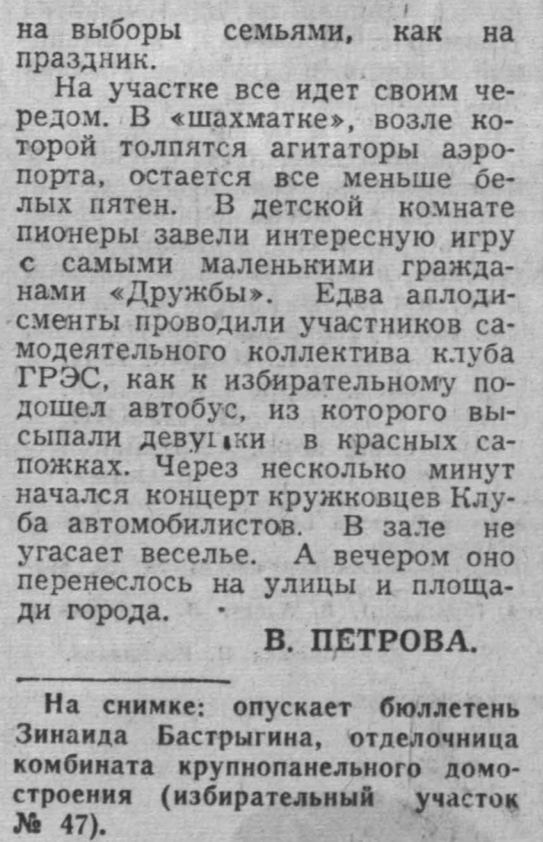 на выборы семьями, как на
праздник.
На участке все идет своим че-
редом. В «шахматке», возле ко-
торой толпятся агитаторы аэро-
порта, остается все меньше бе-
лых пятен. В детской комнате
пионеры завели интересную игру
с самыми маленькими гражда-
нами «Дружбы». Едва аплоди-
сменты проводили участников са-
модеятельного коллектива клуба
ГРЭС, как к избирательному по-
дошел автобус, из которого вы-
сыпали девушки в красных са-
пожках. Через несколько минут
начался концерт кружковцев Клу-
ба автомобилистов. В зале не
угасает веселье. А вечером оно
перенеслось на улицы и площа-
ди города.
В. ПЕТРОВА.
На снимке: опускает бюллетень
Зинаида Бастрыгина, отделочница
комбината крупнопанельного домо-
строения (избирательный участок
№ 47).